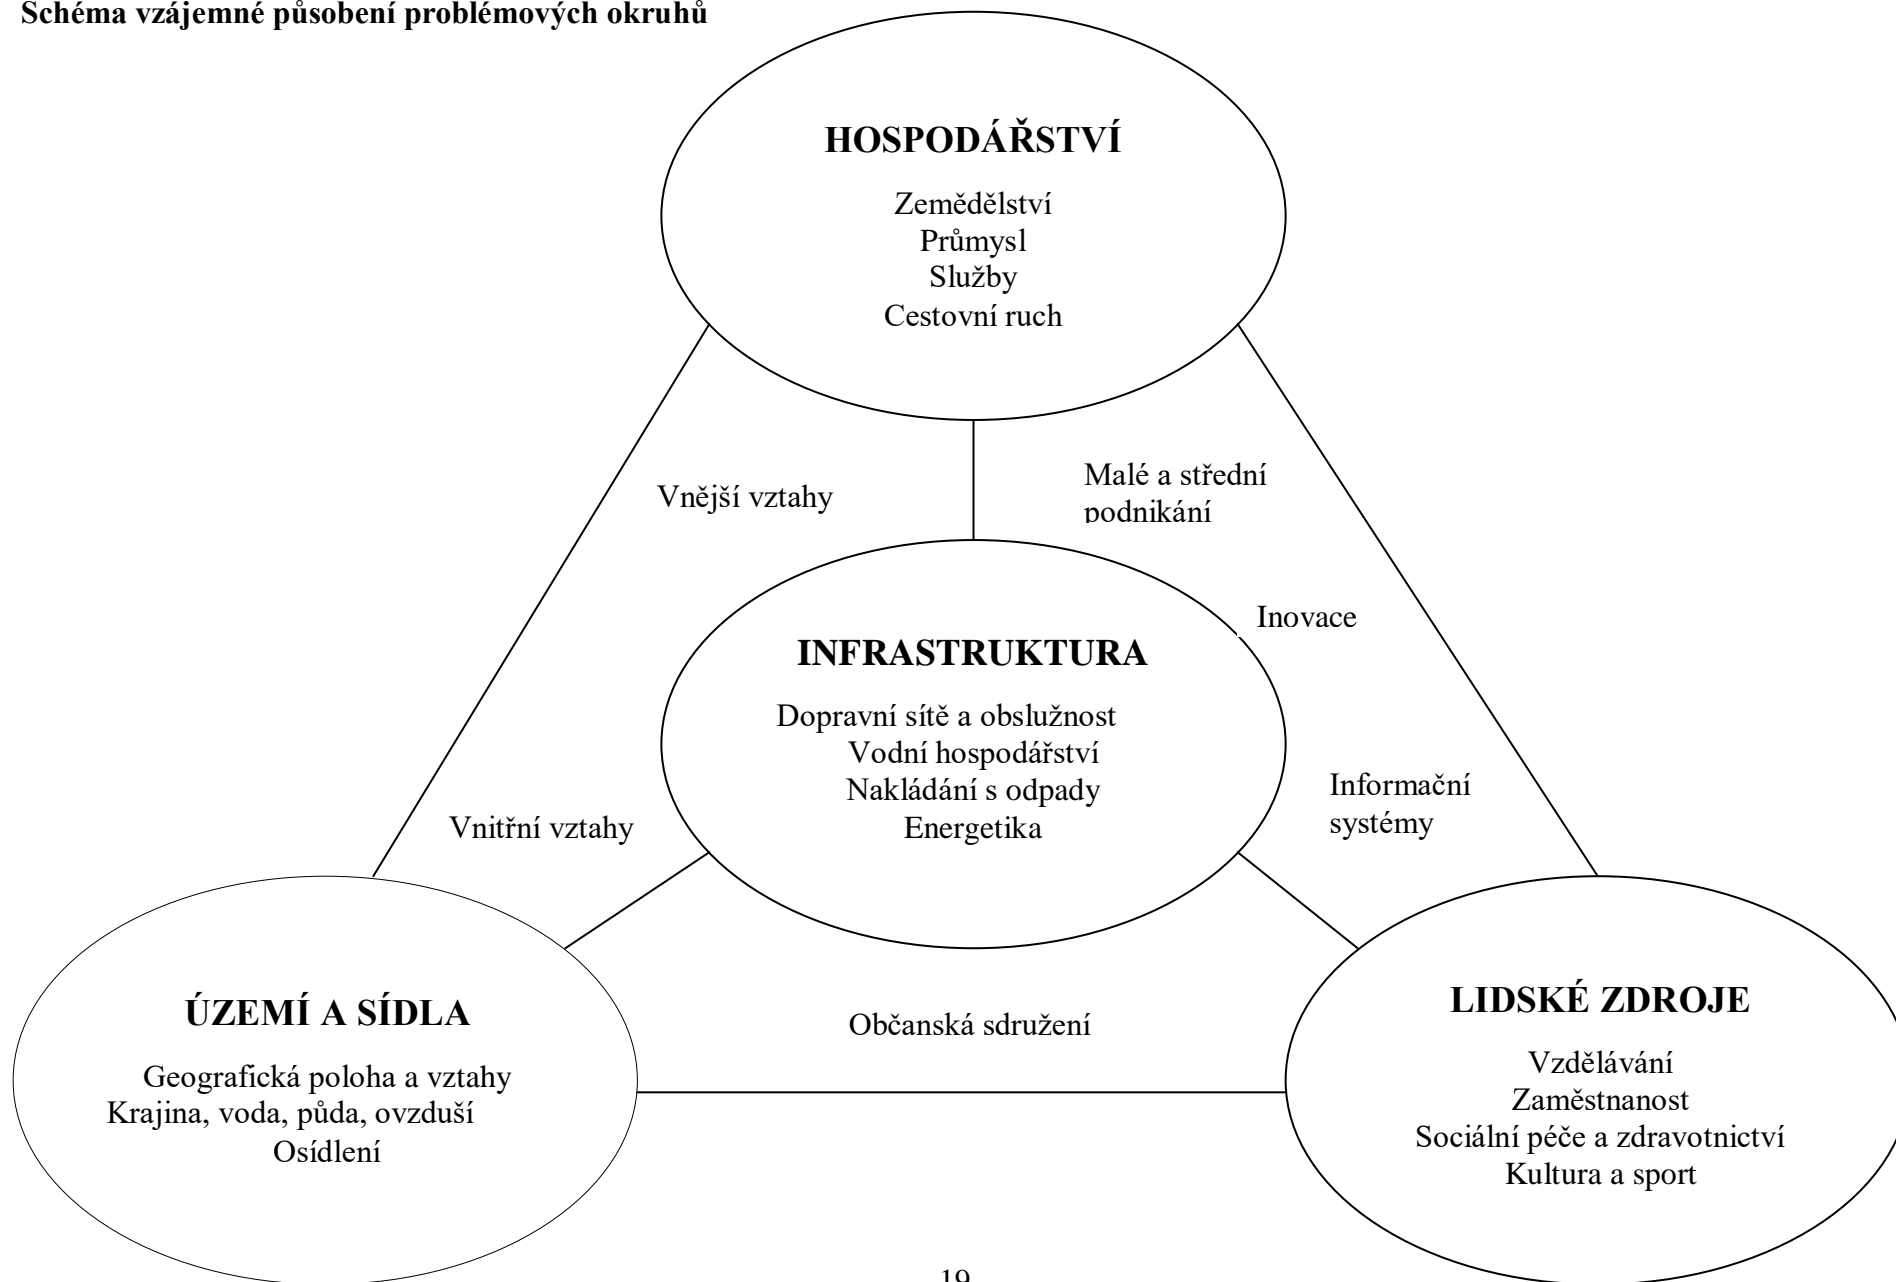 Schéma vzájemné působení problémových okruhů
HOSPODÁŘSTVÍ
Zemědělství
Průmysl
Služby
Cestovní ruch
Vnější vztahy
Malé a střední
podnikání
Inovace
INFRASTRUKTURA
Dopravní sítě a obslužnost
Vodní hospodářství
Nakládání s odpady
Energetika
Vnitřní vztahy
Informační
systémy
ÚZEMÍ A SÍDLA
Geografická poloha a vztahy
Krajina, voda, půda, ovzduší
Osídlení
Občanská sdružení
LIDSKÉ ZDROJE
Vzdělávání
Zaměstnanost
Sociální péče a zdravotnictví
Kultura a sport
19